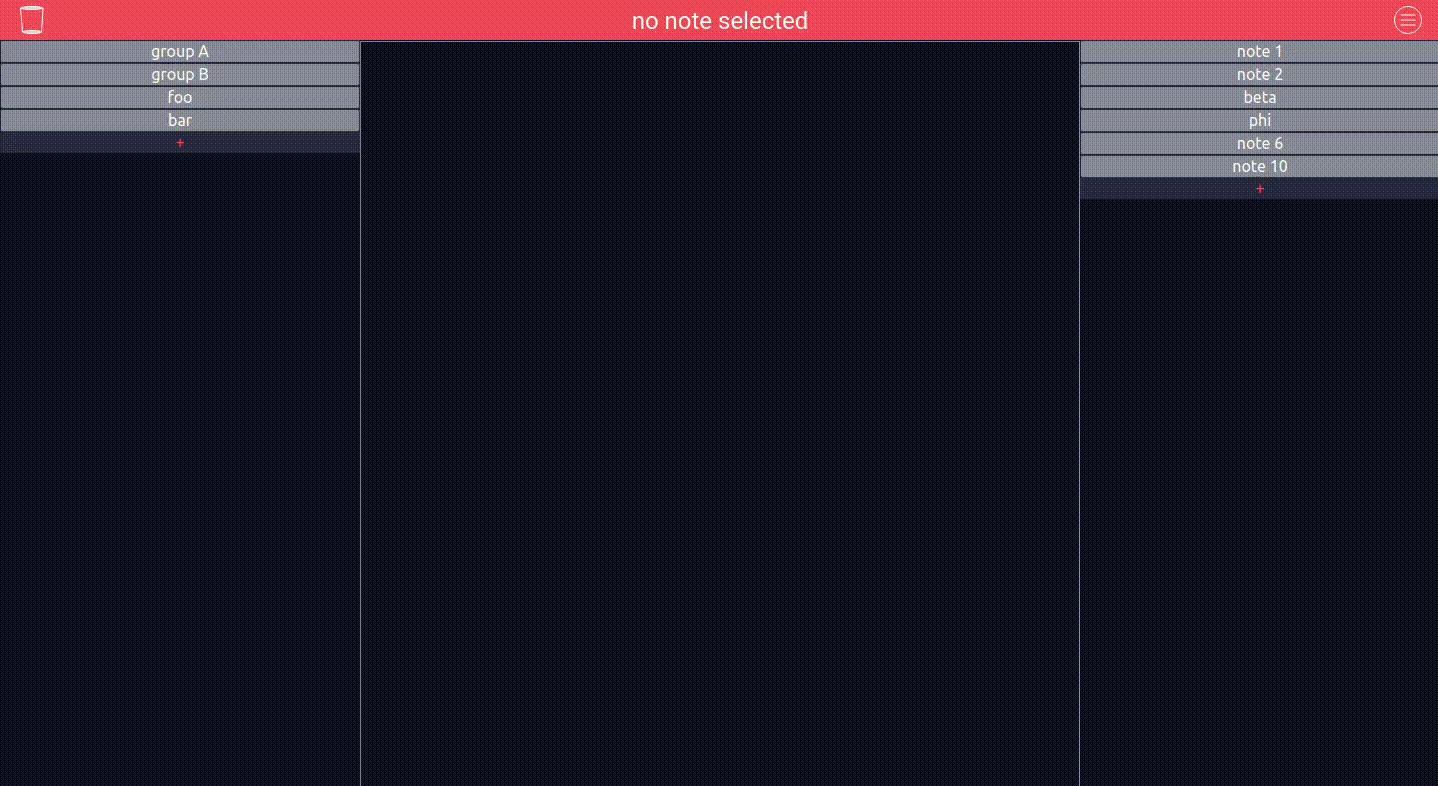 no note selected
group A
group B
foo
bar
+
note 1
note 2
beta
phi
note 6
note 10
+